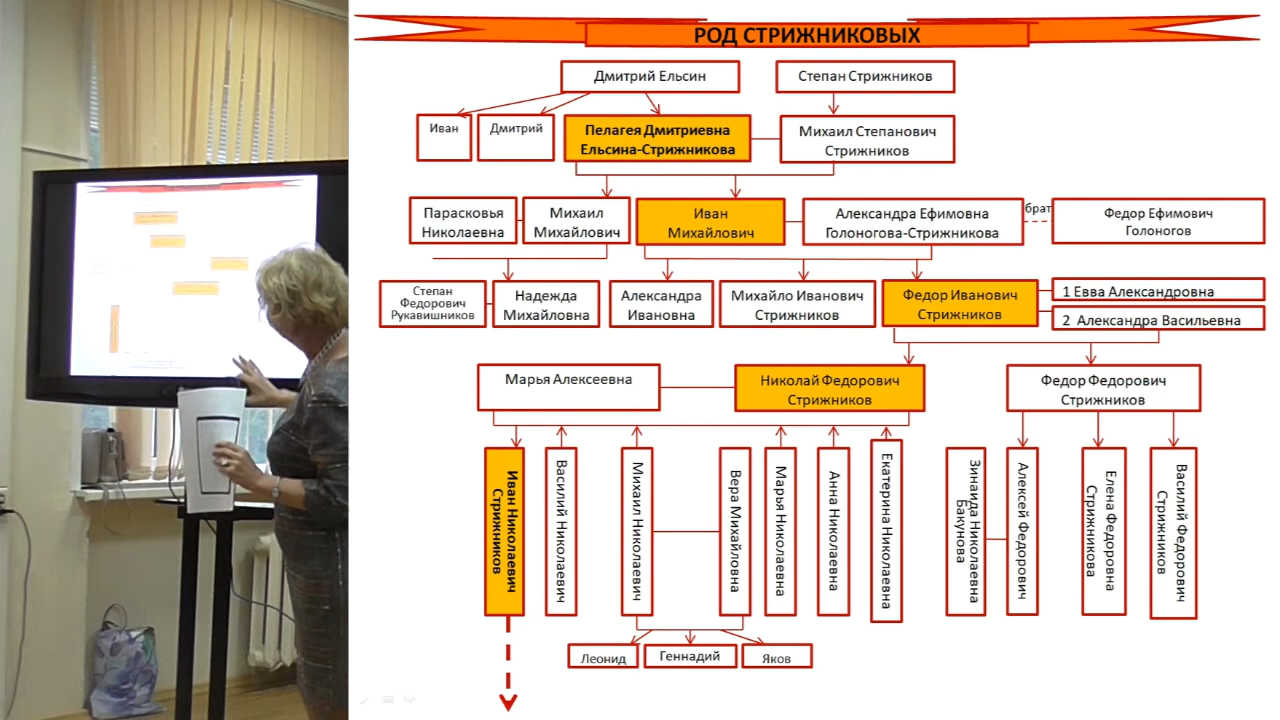 РОД СТРИЖНИКОВЫХ
Дмитрий Ельсин
Степан Стрижников
Иван
Дмитрий
Пелагея Дмитриевна
Ельсина-Стрижникова
Михаил Степанович
Стрижников
Парасковья
Николаевна
Михаил
Михайлович
Иван
Михайлович
Александра Ефимовна
Голоногова-Стрижникова
брат
Федор Ефимович
Голоногов
Степан
Федорович
Рукавишников
Надежда
Михайловна
Александра
Ивановна
Михайло Иванович
Стрижников
Федор Иванович
Стрижников
1 Евва Александровна
2 Александра Васильевна
Марья Алексеевна
Николай Федорович
Стрижников
Федор Федорович
Стрижников
Иван Николаевич
Стрижников
Василий Николаевич
Михаил Николаевич
Вера Михайловна
Марья Николаевна
Анна Николаевна
Екатерина Николаевна
Зинаида Николаевна
Бакунова
Алексей Федорович
Елена Федоровна
Стрижникова
Василий Федорович
Стрижников
Леонид
Геннадий
Яков